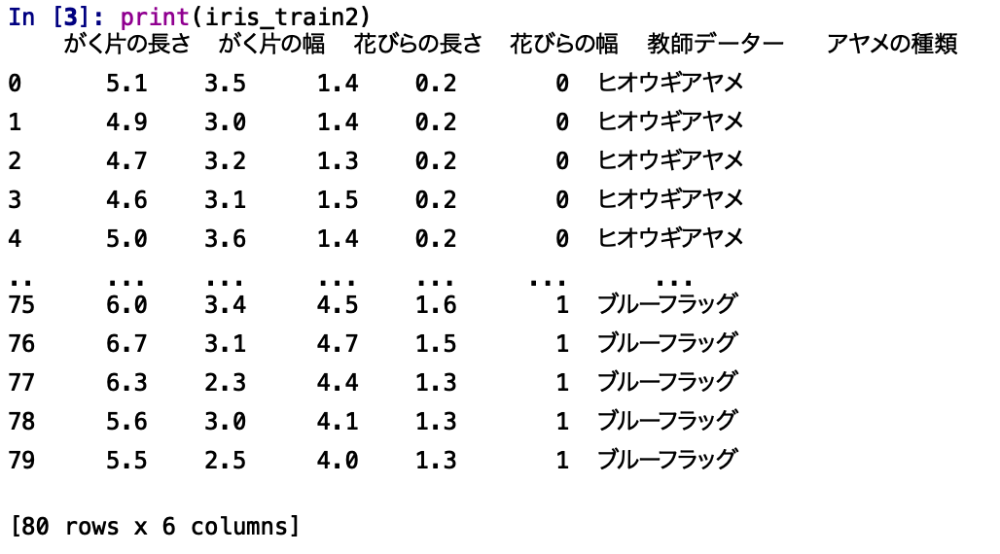 In [3]: print(iris_train2)
がく片の長さ がく片の幅 花びらの長さ 花びらの幅 教師データー アヤメの種類
0 5.1 3.5 1.4 0.2 0 ヒオウギアヤメ
1 4.9 3.0 1.4 0.2 0 ヒオウギアヤメ
2 4.7 3.2 1.3 0.2 0 ヒオウギアヤメ
3 4.6 3.1 1.5 0.2 0 ヒオウギアヤメ
4 5.0 3.6 1.4 0.2 0 ヒオウギアヤメ
.. ... ... ... ... ... ...
75 6.0 3.4 4.5 1.6 1 ブルーフラッグ
76 6.7 3.1 4.7 1.5 1 ブルーフラッグ
77 6.3 2.3 4.4 1.3 1 ブルーフラッグ
78 5.6 3.0 4.1 1.3 1 ブルーフラッグ
79 5.5 2.5 4.0 1.3 1 ブルーフラッグ
[80 rows x 6 columns]